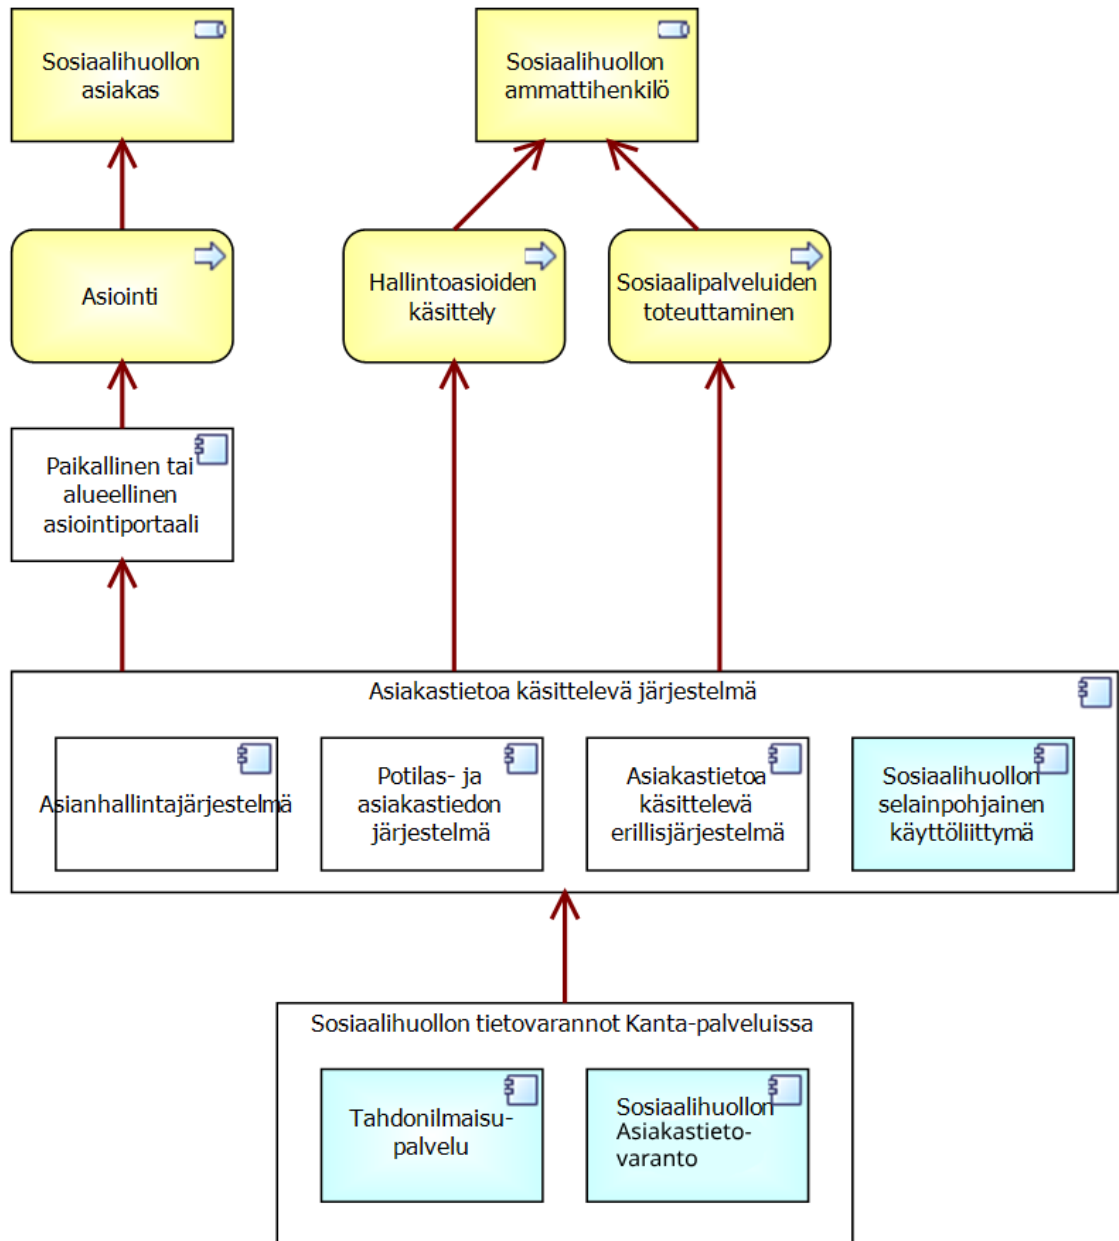 Sosiaalihuollon
asiakas
Sosiaalihuollon
ammattihenkilö
Asiointi
Hallintoasioiden
käsittely
Sosiaalipalveluiden
toteuttaminen
Paikallinen tai
alueellinen
asiointiportaali
Asiakastietoa käsittelevä järjestelmä
Asianhallintajärjestelmä
Potilas- ja
asiakastiedon
järjestelmä
Asiakastietoa
käsittelevä
erillisjärjestelmä
Sosiaalihuollon
selainpohjainen
käyttöliittymä
Sosiaalihuollon tietovarannot Kanta-palveluissa
Tahdonilmaisu-
palvelu
Sosiaalihuollon
Asiakastieto-
varanto